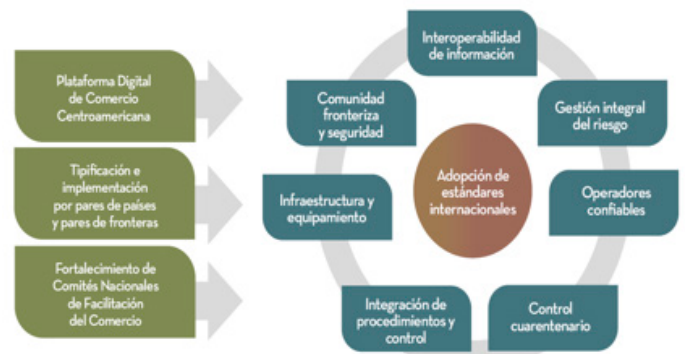 Plataforma Digital
de Comercio
Centroamericana
Tipificación e
implementación
por pares de países
y pares de fronteras
Fortalecimiento de
Comités Nacionales
de Facilitación
del Comercio
Interoperabilidad
de información
Comunidad
fronteriza
y seguridad
Gestión integral
del riesgo
Infraestructura y
equipamiento
Adopción de
estándares
internacionales
Operadores
confiables
Integración de
procedimientos y
control
Control
cuarentenario